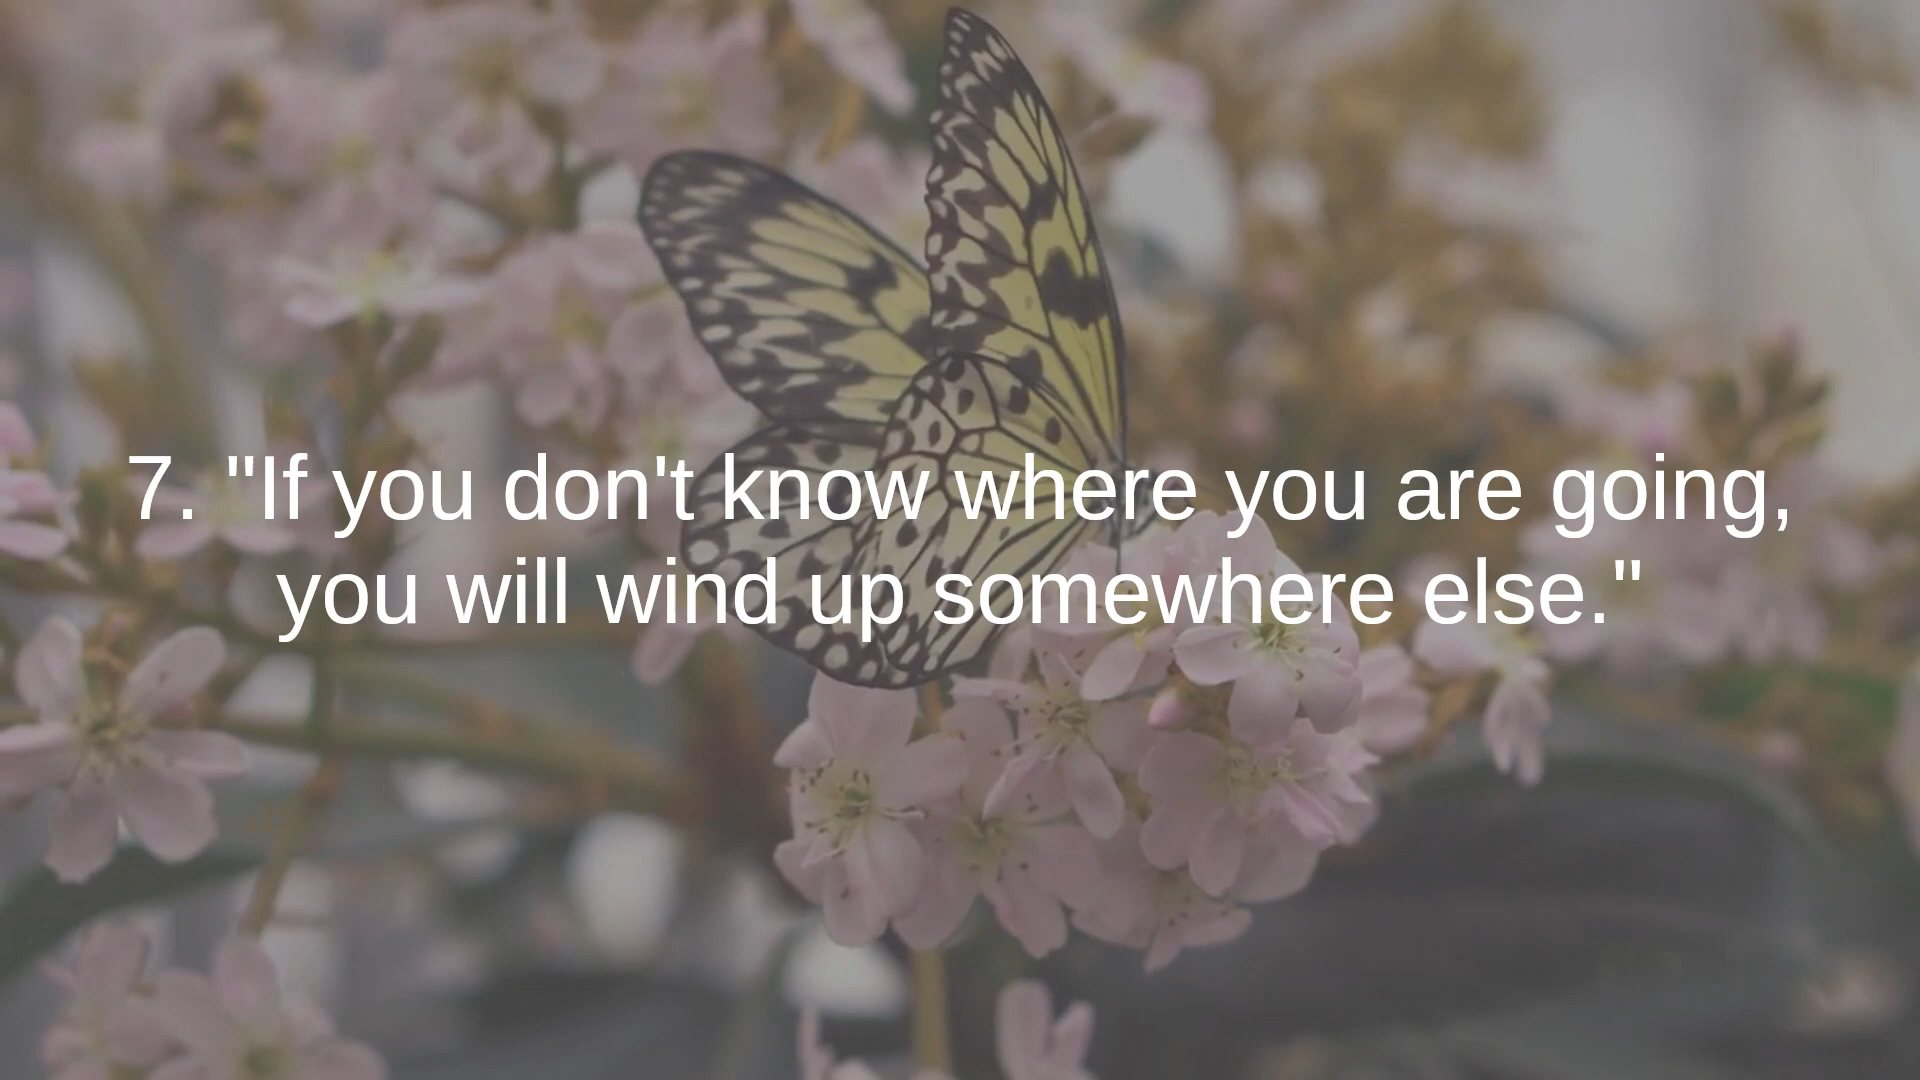 7. "If you don't know where you are going,
you will wind up somewhere else."